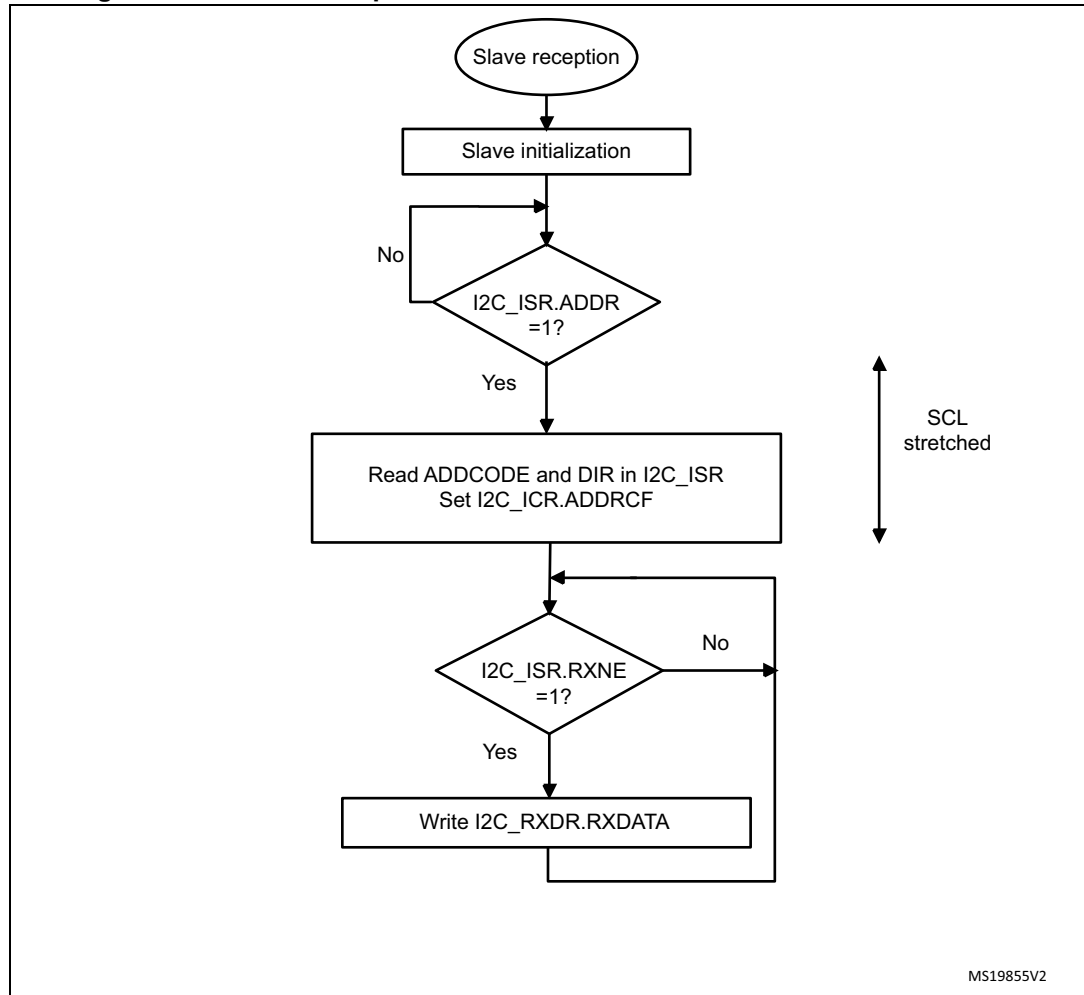 Slave reception
Slave initialization
No
I2C_ISR.ADDR
=1?
Yes
SCL
stretched
Read ADDCODE and DIR in I2C_ISR
Set I2C_ICR.ADDRCF
No
I2C_ISR.RXNE
=1?
Yes
Write I2C_RXDR.RXDATA
MS19855V2